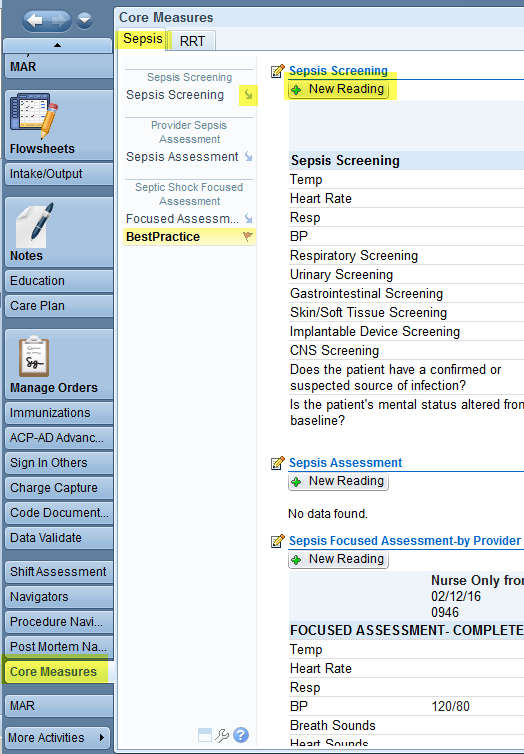 MAR
Flowsheets
Intake/Output
Notes
Education
Care Plan
Manage Orders
Immunizations
ACP-AD Advanc...
Sign In Others
Charge Capture
Code Document...
Data Validate
Shift Assessment
Navigators
Procedure Navi...
Post Mortem Na...
Core Measures
MAR
More Activities
Core Measures
Sepsis
RRT
Sepsis Screening
Sepsis Screening
Provider Sepsis
Assessment
Sepsis Assessment
Septic Shock Focused
Assessment
Focused Assessm...
BestPractice
Sepsis Screening
New Reading
Sepsis Screening
Temp
Heart Rate
Resp
BP
Respiratory Screening
Urinary Screening
Gastrointestinal Screening
Skin/Soft Tissue Screening
Implantable Device Screening
CNS Screening
Does the patient have a confirmed or
suspected source of infection?
Is the patient's mental status altered from
baseline?
Sepsis Assessment
New Reading
No data found.
Sepsis Focused Assessment-by Provider
New Reading
Nurse Only from
02/12/16
0946
FOCUSED ASSESSMENT- COMPLETE
Temp
Heart Rate
Resp
BP 120/80
Breath Sounds
Heart Sounds